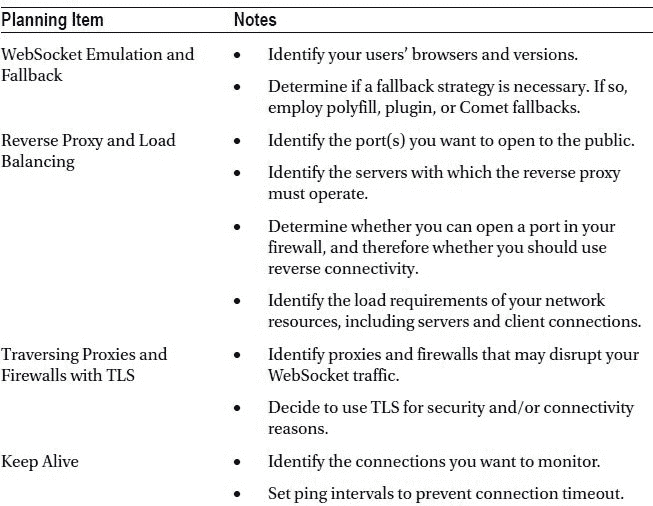 Planning Item Notes
WebSocket Emulation and • Identify your users’ browsers and versions.
Fallback
• Determine if a fallback strategy is necessary. If so,
employ polyfill, plugin, or Comet fallbacks.
Reverse Proxy and Load • Identify the port(s) you want to open to the public.
Balancing
• Identify the servers with which the reverse proxy
must operate.
• Determine whether you can open a port in your
firewall, and therefore whether you should use
reverse connectivity.
• Identify the load requirements of your network
resources, including servers and client connections.
Traversing Proxies and • Identify proxies and firewalls that may disrupt your
Firewalls with TLS WebSocket traffic.
• Decide to use TLS for security and/or connectivity
reasons.
Keep Alive • Identify the connections you want to monitor.
• Set ping intervals to prevent connection timeout.